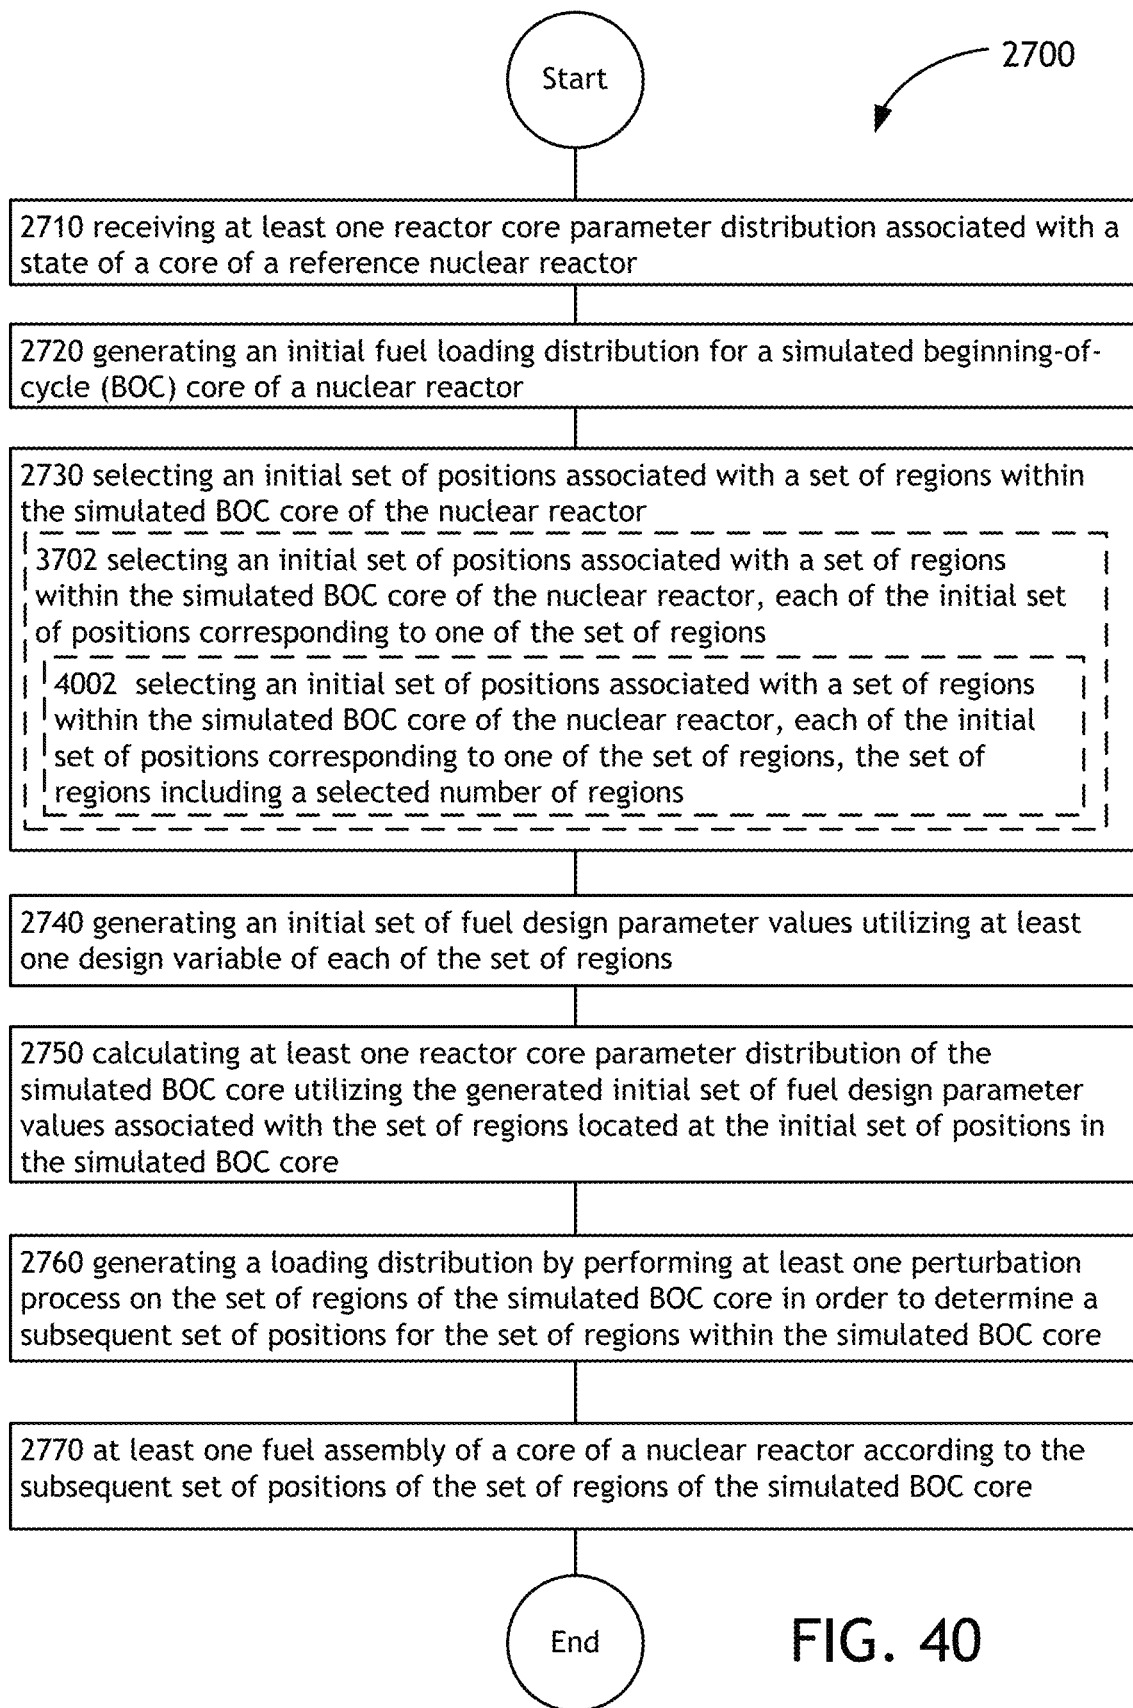 Start
2700
2710 receiving at least one reactor core parameter distribution associated with a
state of a core of a reference nuclear reactor
2720 generating an initial fuel loading distribution for a simulated beginning-of-
cycle (BOC) core of a nuclear reactor
2730 selecting an initial set of positions associated with a set of regions within
the simulated BOC core of the nuclear reactor
3702 selecting an initial set of positions associated with a set of regions
within the simulated BOC core of the nuclear reactor, each of the initial set
of positions corresponding to one of the set of regions
4002 selecting an initial set of positions associated with a set of regions
within the simulated BOC core of the nuclear reactor, each of the initial
set of positions corresponding to one of the set of regions, the set of
regions including a selected number of regions
2740 generating an initial set of fuel design parameter values utilizing at least
one design variable of each of the set of regions
2750 calculating at least one reactor core parameter distribution of the
simulated BOC core utilizing the generated initial set of fuel design parameter
values associated with the set of regions located at the initial set of positions in
the simulated BOC core
2760 generating a loading distribution by performing at least one perturbation
process on the set of regions of the simulated BOC core in order to determine a
subsequent set of positions for the set of regions within the simulated BOC core
2770 at least one fuel assembly of a core of a nuclear reactor according to the
subsequent set of positions of the set of regions of the simulated BOC core
End
FIG. 40